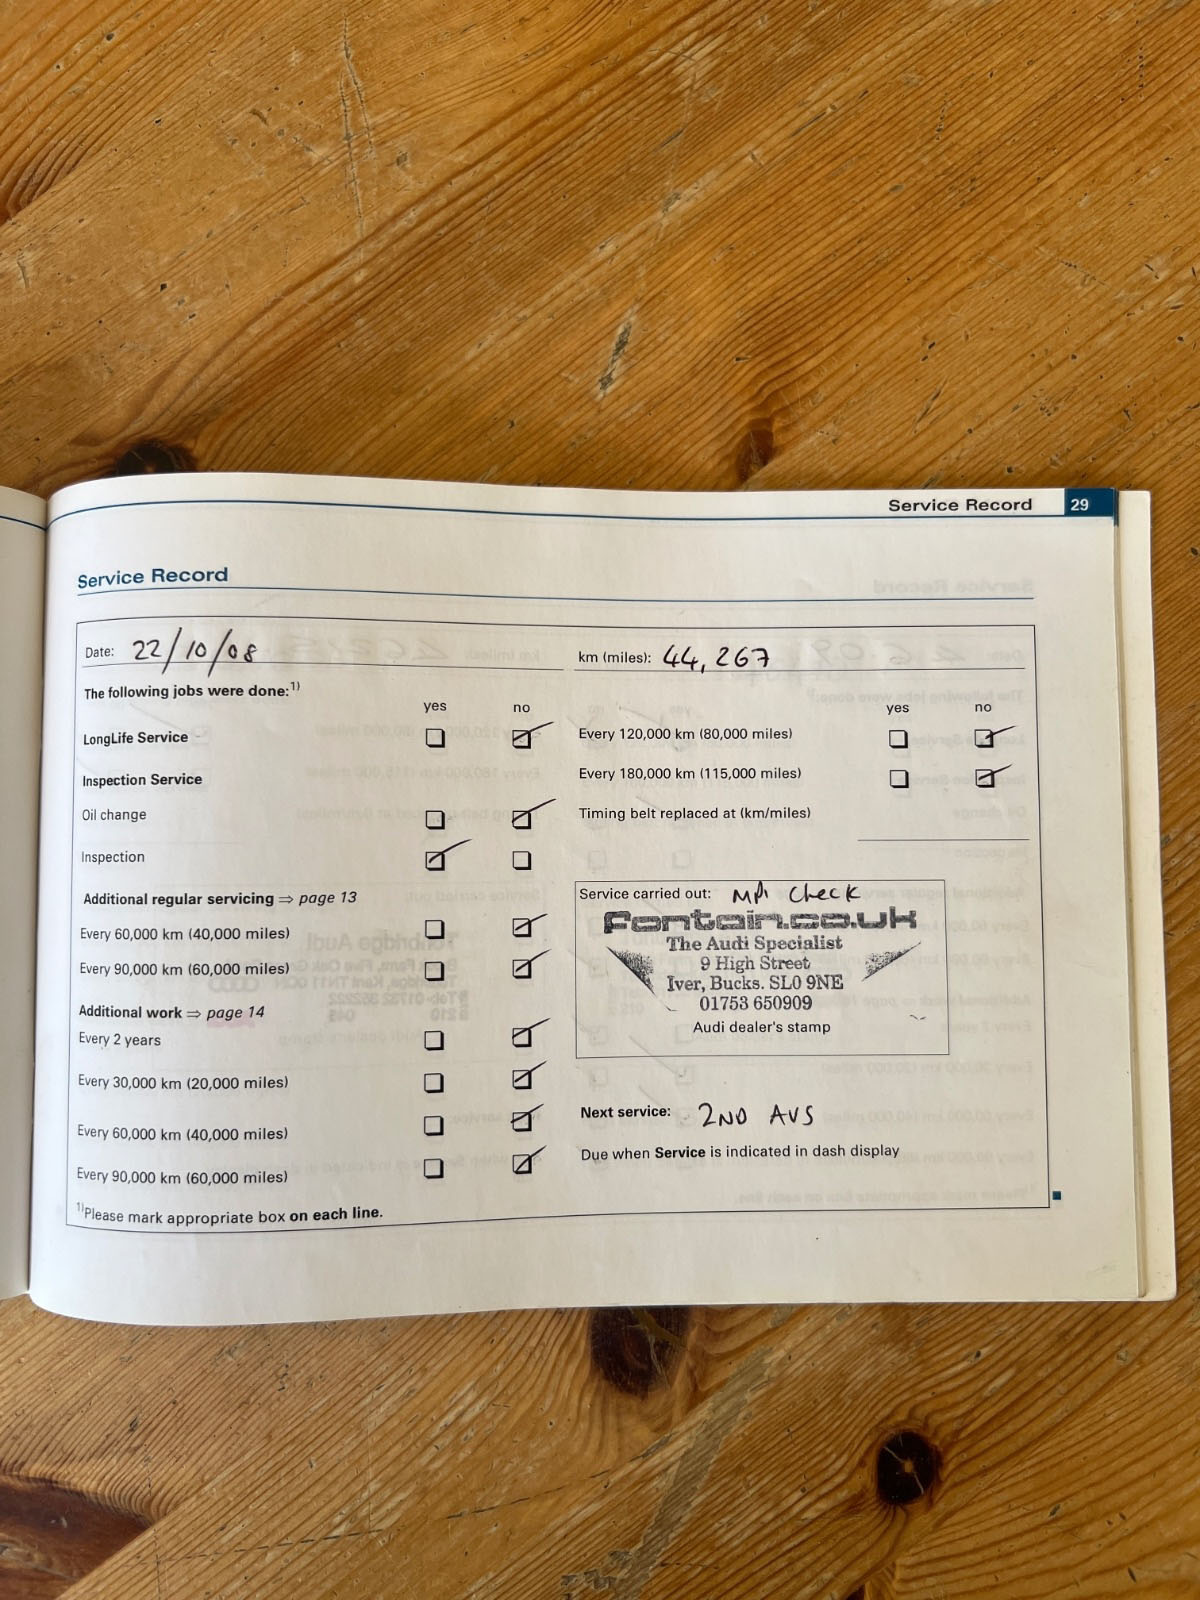 Service Record 29
Service Record
Date: 22/10/08
km (miles): 44,267
The following jobs were done:1)
yes no
LongLife Service
Inspection Service
Oil change
Inspection
Additional regular servicing ⇒ page 13
Every 60,000 km (40,000 miles)
Every 90,000 km (60,000 miles)
Additional work ⇒ page 14
Every 2 years
Every 30,000 km (20,000 miles)
Every 60,000 km (40,000 miles)
Every 90,000 km (60,000 miles)
1)Please mark appropriate box on each line.
yes no
Every 120,000 km (80,000 miles)
Every 180,000 km (115,000 miles)
Timing belt replaced at (km/miles)
Service carried out: MPi Check
fontain.co.uk
The Audi Specialist
9 High Street
Iver, Bucks. SL0 9NE
01753 650909
Audi dealer's stamp
Next service: 2ND AVS
Due when Service is indicated in dash display